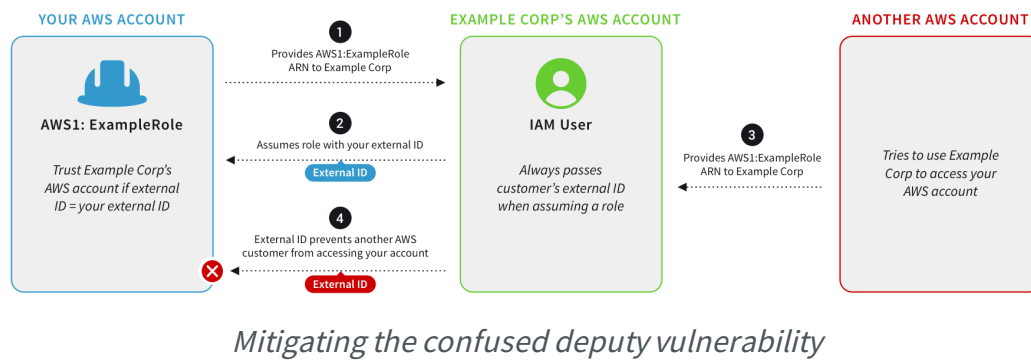 YOUR AWS ACCOUNT
AWS1: ExampleRole
Trust Example Corp's
AWS account if external
ID = your external ID
1
Provides AWS1:ExampleRole
ARN to Example Corp
2
Assumes role with your external ID
External ID
4
External ID prevents another AWS
customer from accessing your account
External ID
EXAMPLE CORP'S AWS ACCOUNT
IAM User
Always passes
customer's external ID
when assuming a role
3
Provides AWS1:ExampleRole
ARN to Example Corp
ANOTHER AWS ACCOUNT
Tries to use Example
Corp to access your
AWS account
Mitigating the confused deputy vulnerability